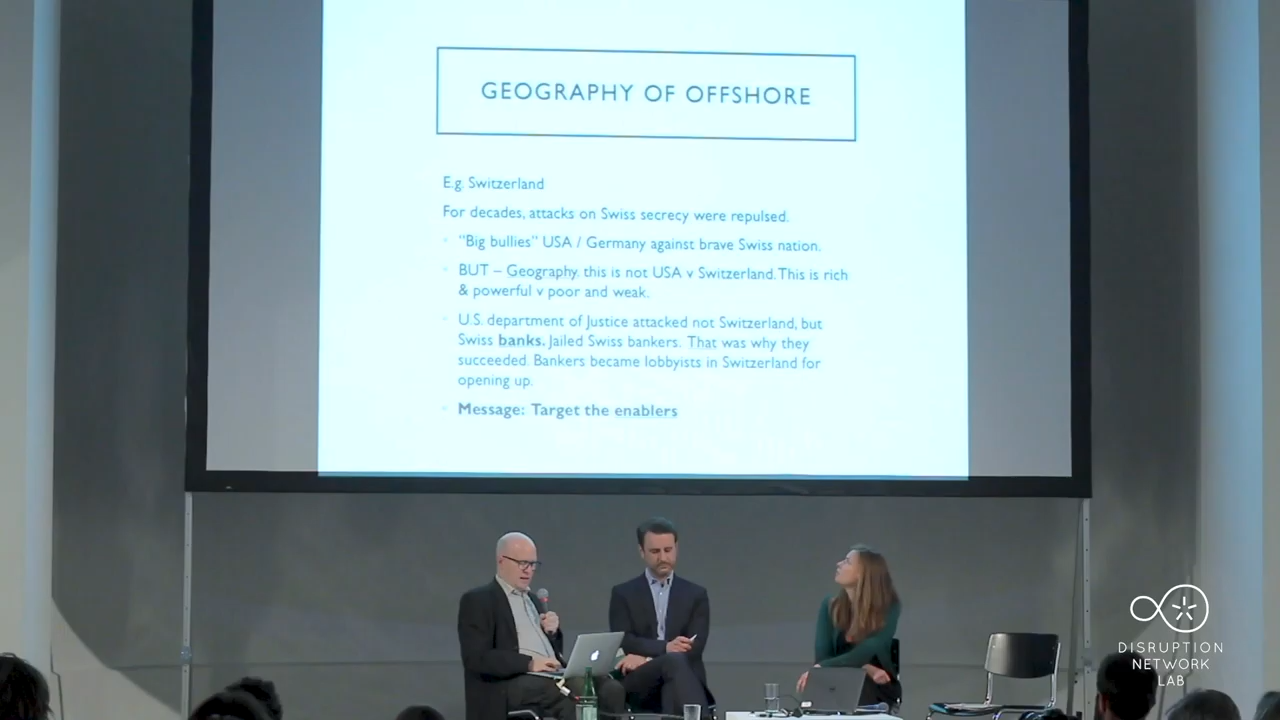 GEOGRAPHY OF OFFSHORE
E.g. Switzerland
For decades, attacks on Swiss secrecy were repulsed.
"Big bullies" USA / Germany against brave Swiss nation.
BUT – Geography. this is not USA v Switzerland. This is rich
& powerful v poor and weak.
U.S. department of Justice attacked not Switzerland, but
Swiss banks. Jailed Swiss bankers. That was why they
succeeded. Bankers became lobbyists in Switzerland for
opening up.
Message: Target the enablers
DISRUPTION
NETWORK
LAB